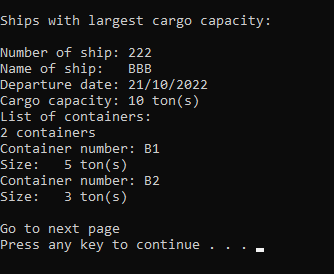 Ships with largest cargo capacity:
Number of ship: 222
Name of ship:   BBB
Departure date: 21/10/2022
Cargo capacity: 10 ton(s)
List of containers:
2 containers
Container number: B1
Size:   5 ton(s)
Container number: B2
Size:   3 ton(s)
Go to next page
Press any key to continue . . .